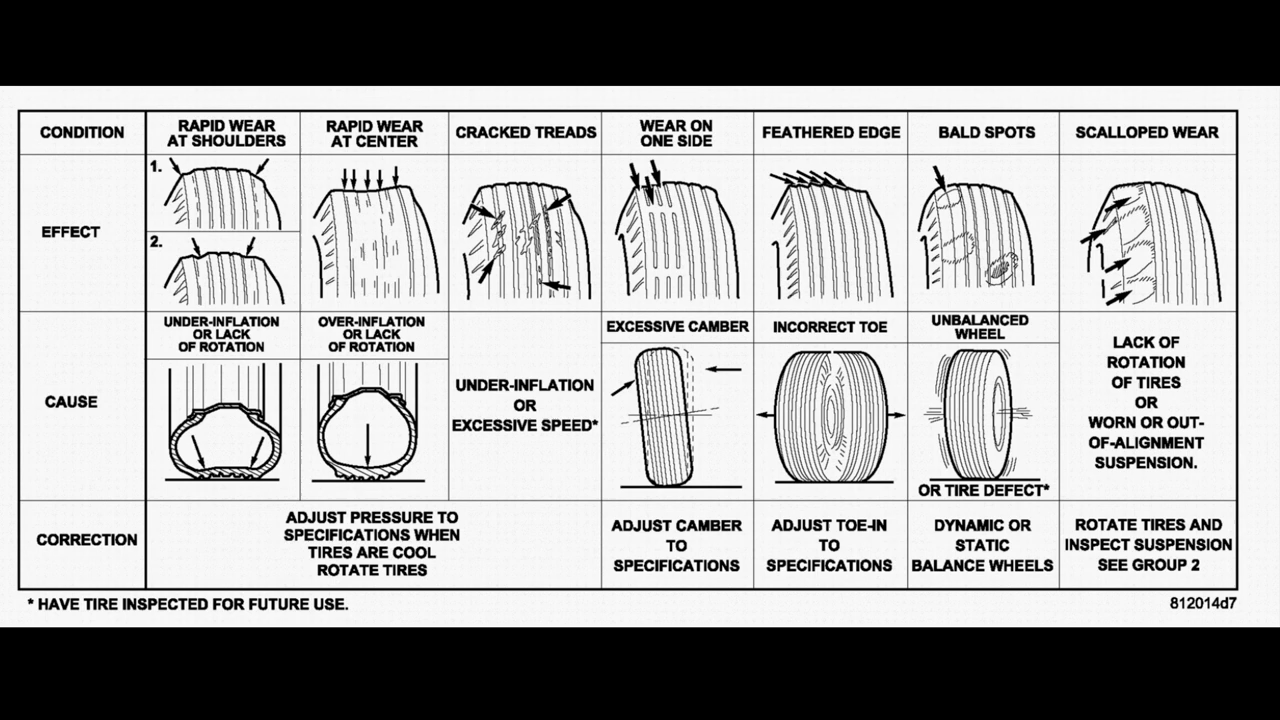 CONDITION
RAPID WEAR
AT SHOULDERS
RAPID WEAR
AT CENTER
CRACKED TREADS
WEAR ON
ONE SIDE
FEATHERED EDGE
BALD SPOTS
SCALLOPED WEAR
EFFECT
1.
2.
CAUSE
UNDER-INFLATION
OR LACK
OF ROTATION
OVER-INFLATION
OR LACK
OF ROTATION
UNDER-INFLATION
OR
EXCESSIVE SPEED*
EXCESSIVE CAMBER
INCORRECT TOE
UNBALANCED
WHEEL
OR TIRE DEFECT*
LACK OF
ROTATION
OF TIRES
OR
WORN OR OUT-
OF-ALIGNMENT
SUSPENSION.
CORRECTION
ADJUST PRESSURE TO
SPECIFICATIONS WHEN
TIRES ARE COOL
ROTATE TIRES
ADJUST CAMBER
TO
SPECIFICATIONS
ADJUST TOE-IN
TO
SPECIFICATIONS
DYNAMIC OR
STATIC
BALANCE WHEELS
ROTATE TIRES AND
INSPECT SUSPENSION
SEE GROUP 2
* HAVE TIRE INSPECTED FOR FUTURE USE.
812014d7